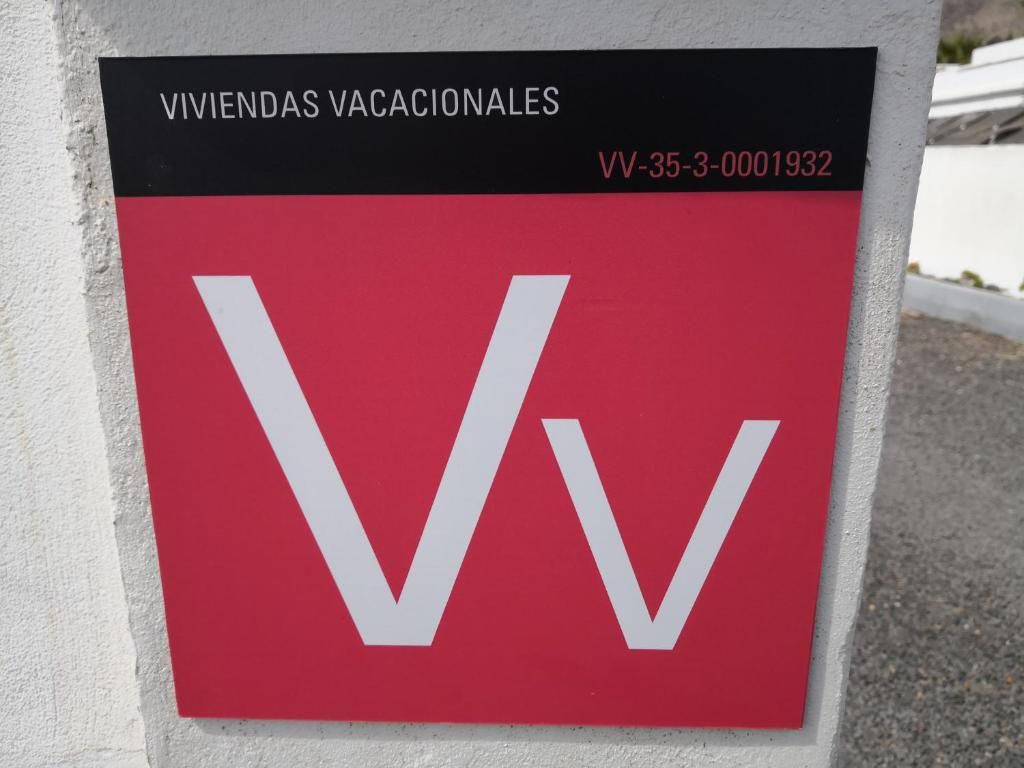 VIVIENDAS VACACIONALES
VV-35-3-0001932
Vv